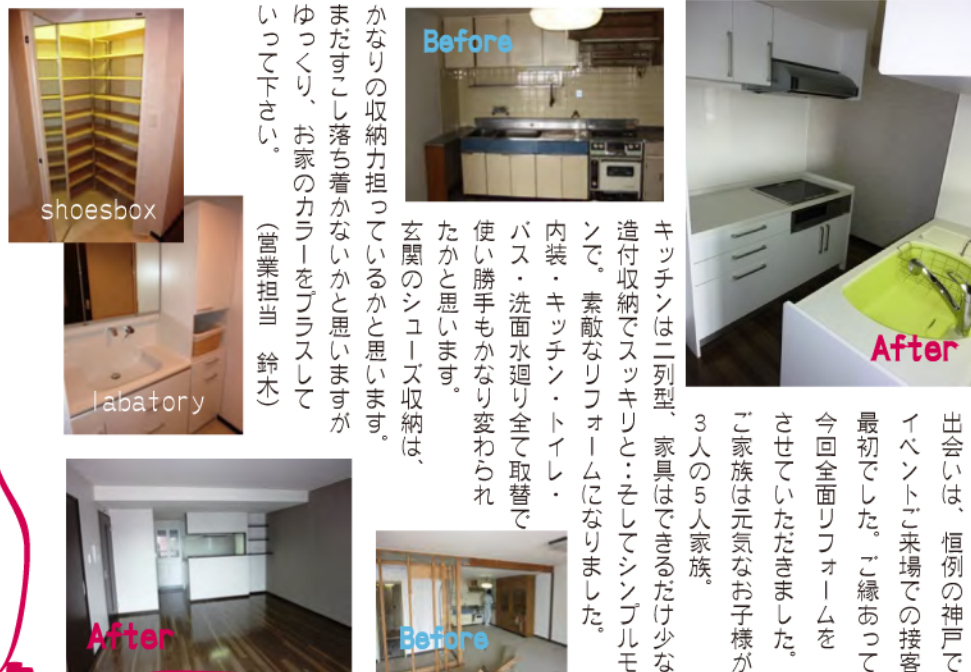 出会いは、恒例の神戸で
イベントご来場での接客
最初でした。ご縁あって
今回全面リフォームを
させていただきました。
ご家族は元気なお子様が
3人の5人家族。
キッチンは二列型、家具はできるだけ少な
造付収納でスッキリと：そしてシンプルモ
ンで。素敵なリフォームになりました。
内装・キッチン・トイレ・
バス・洗面水廻り全て取替で
使い勝手もかなり変わられ
たかと思います。
玄関のシューズ収納は、
かなりの収納力担っているかと思います。
まだすこし落ち着かないかと思いますが
ゆっくり、お家のカラーをプラスして
いって下さい。
(営業担当 鈴木)
Before
After
shoesbox
labatory
After
Before